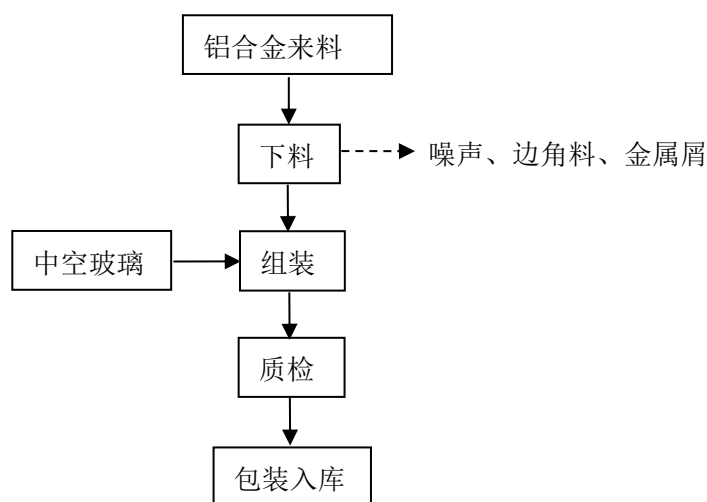 铝合金来料
下料
噪声、边角料、金属屑
中空玻璃
组装
质检
包装入库